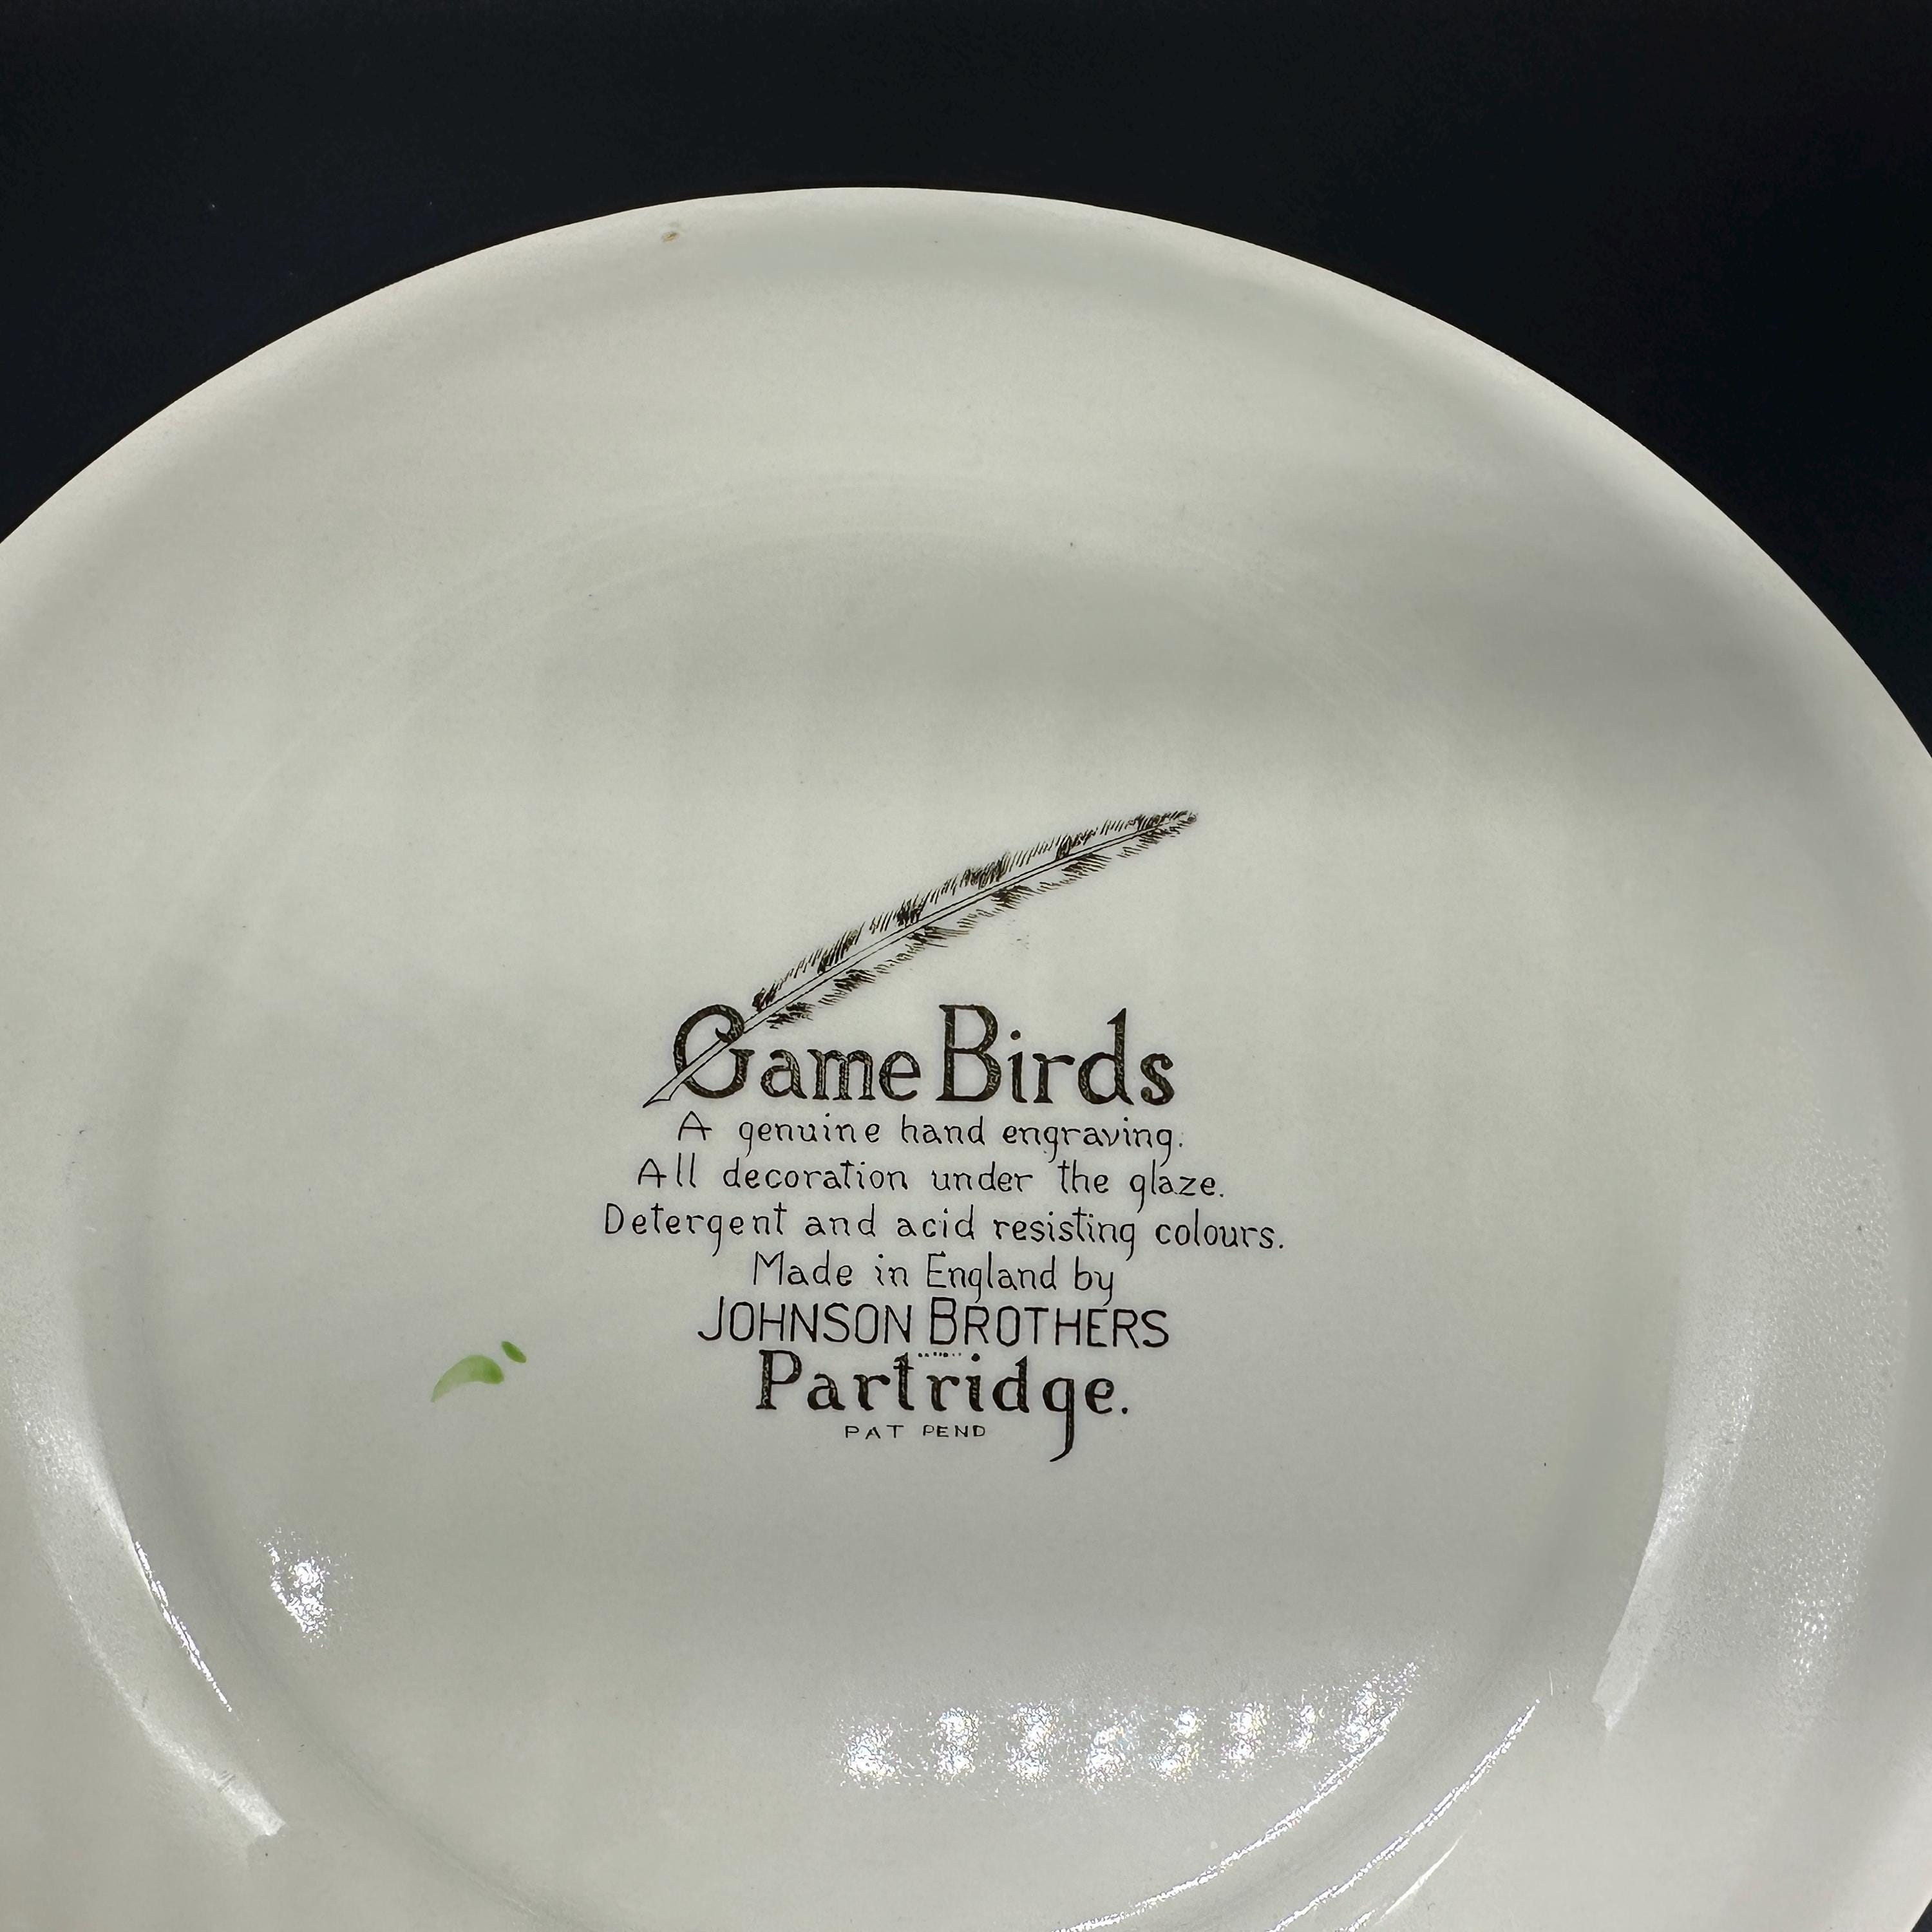 Game Birds
A genuine hand engraving.
All decoration under the glaze.
Detergent and acid resisting colours.
Made in England by
JOHNSON BROTHERS
Partridge.
PAT PEND